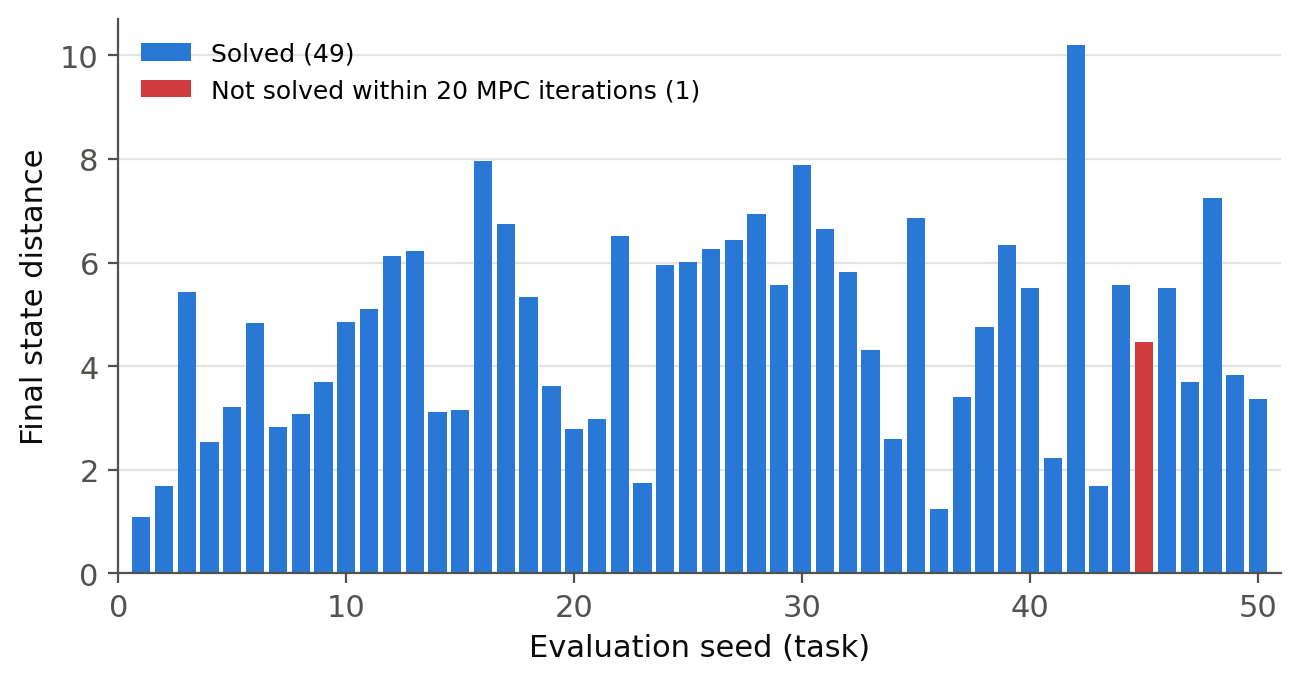 Solved (49)
Not solved within 20 MPC iterations (1)
Final state distance
10
8
6
4
2
0
0 10 20 30 40 50
Evaluation seed (task)